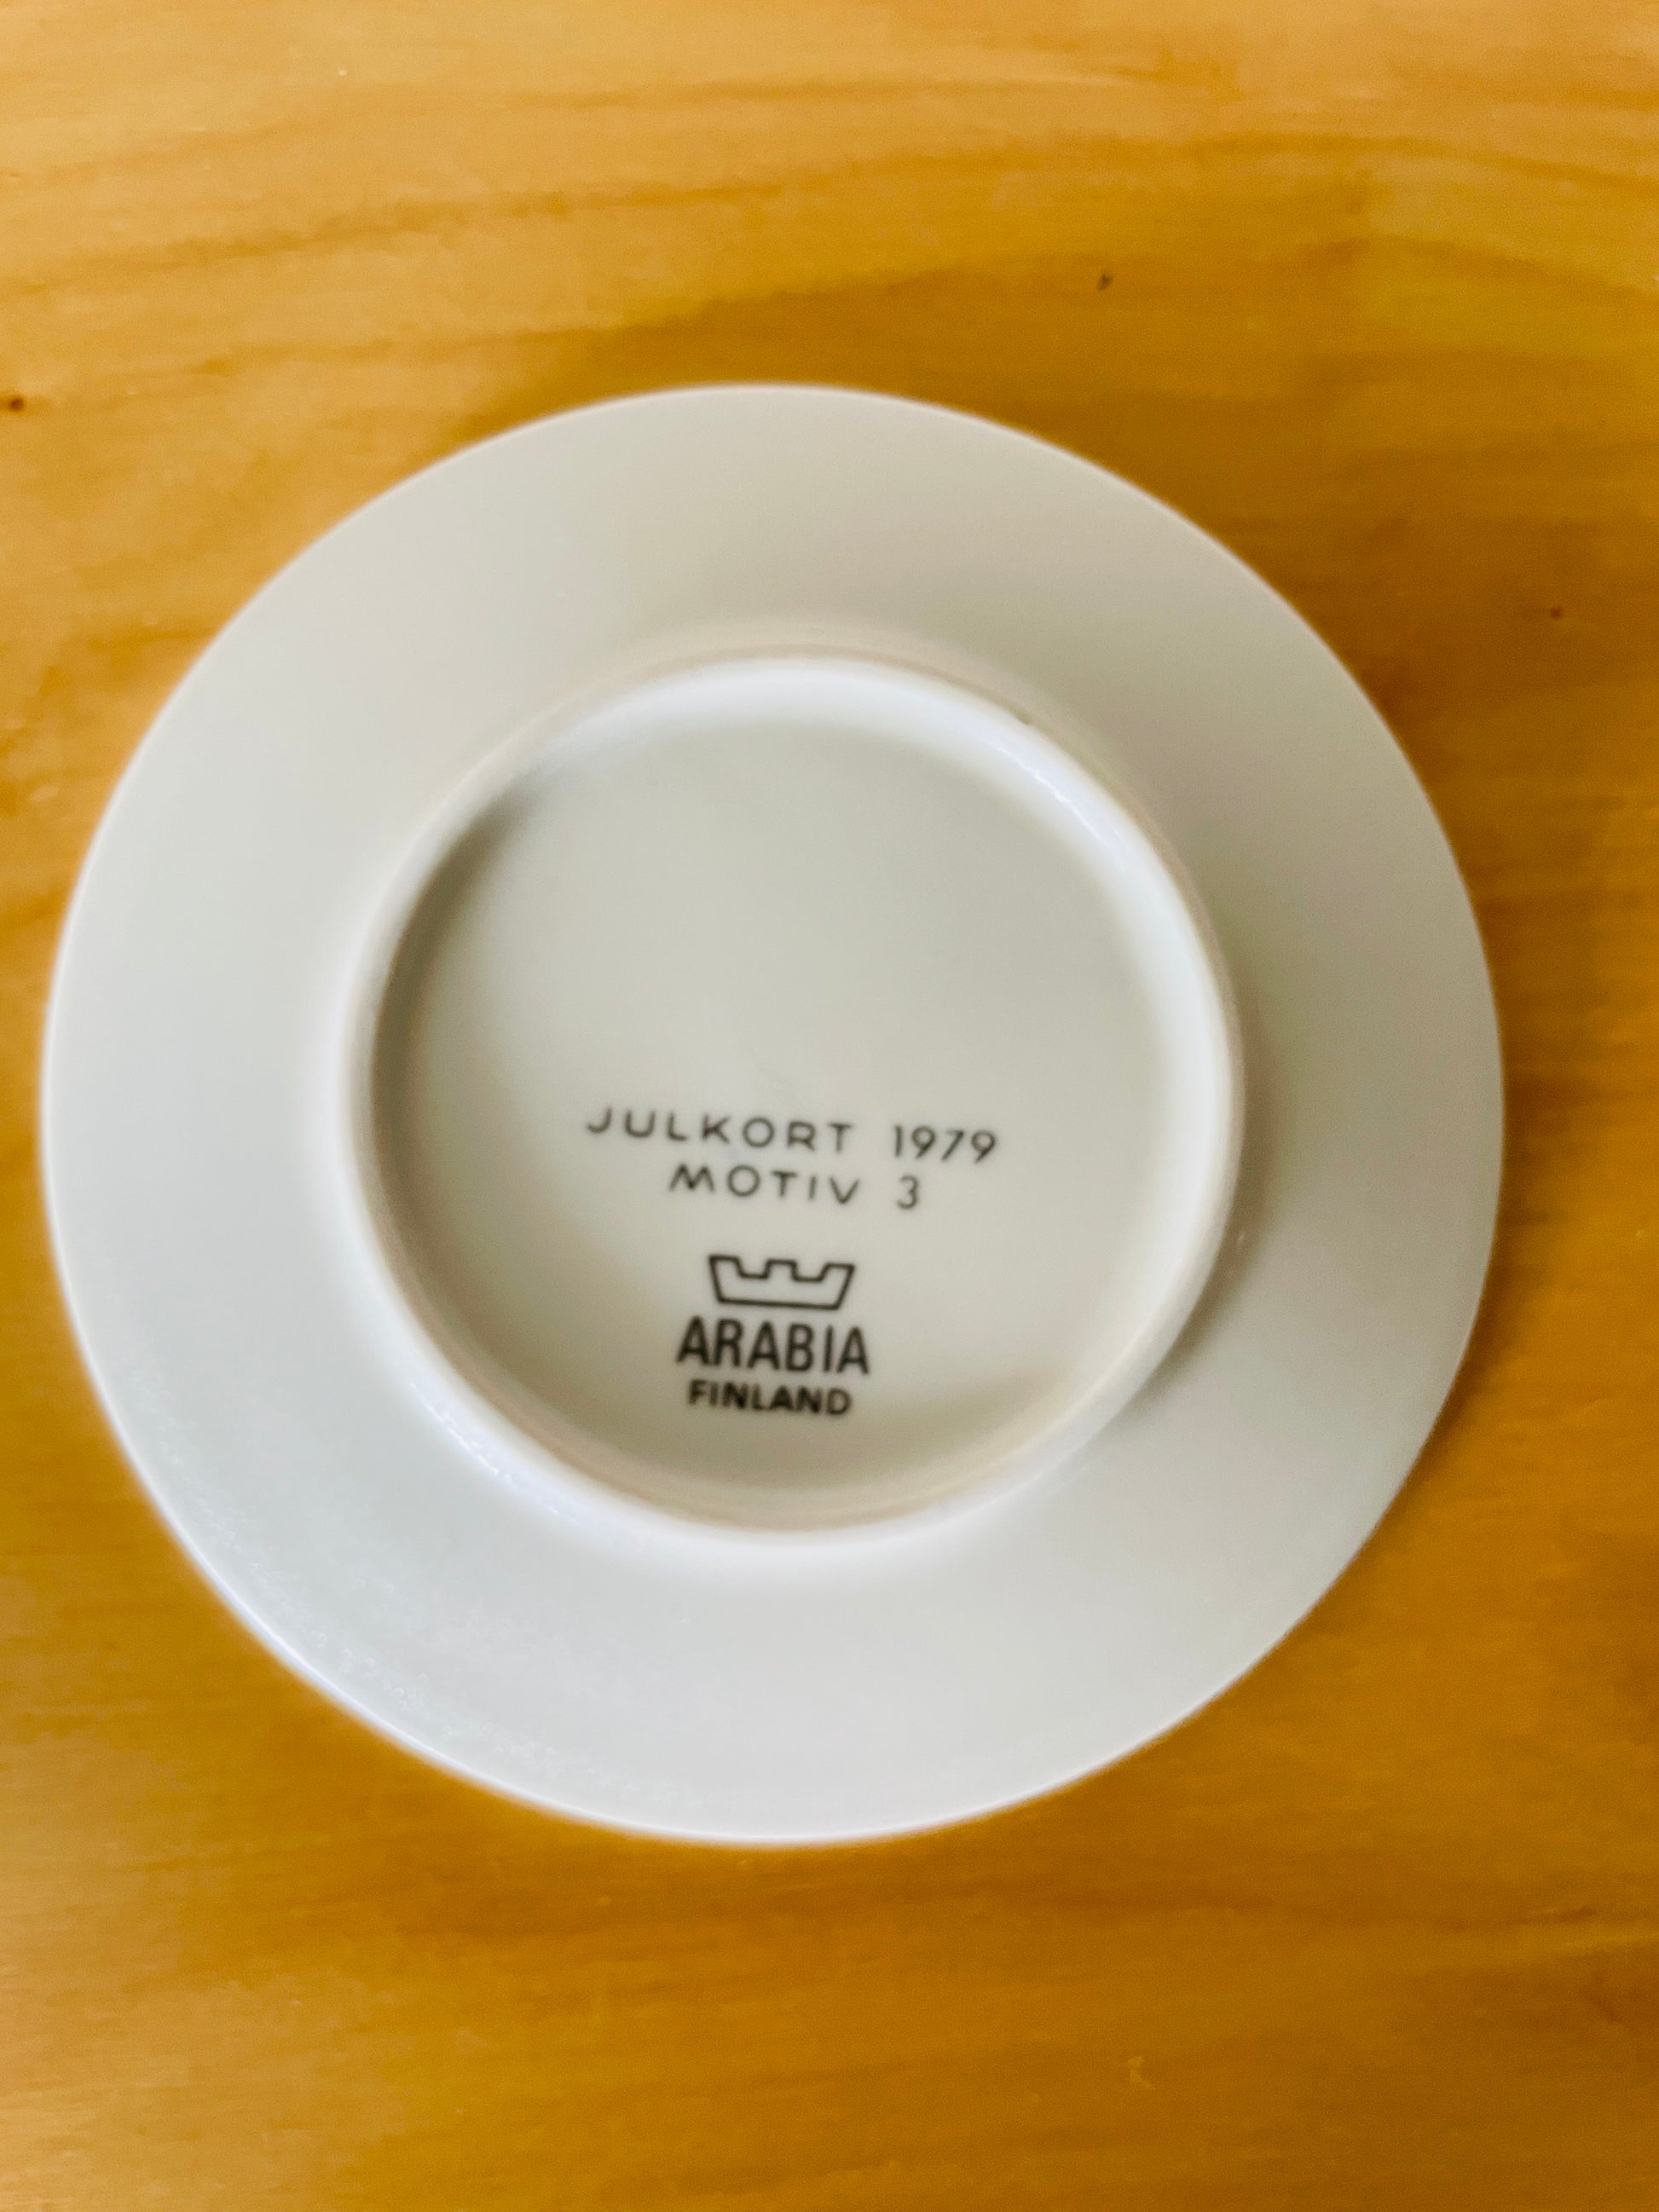 JULKORT 1979
MOTIV 3
ARABIA
FINLAND